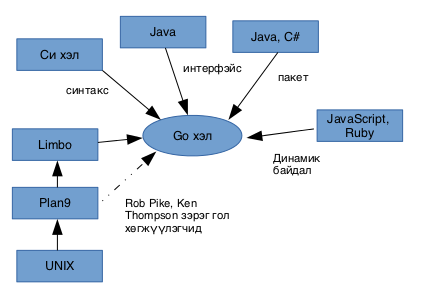 Java
Java, C#
Си хэл
интерфэйс
пакет
синтакс
JavaScript,
Ruby
Go хэл
Limbo
Динамик
байдал
Plan9
Rob Pike, Ken
Thompson зэрэг гол
хөгжүүлэгчид
UNIX